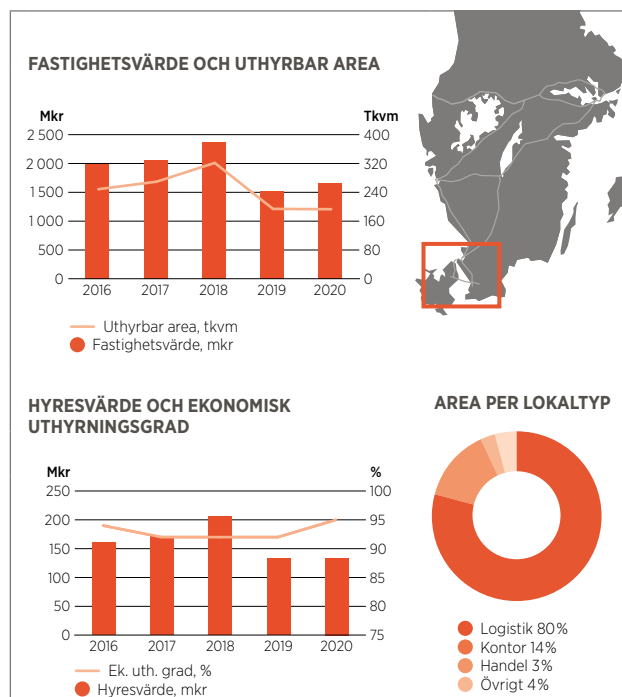 FASTIGHETSVÄRDE OCH UTHYRBAR AREA
Mkr Tkvm
2 500 400
2 000 320
1 500 240
1 000 160
500 80
0 0
2016 2017 2018 2019 2020
Uthyrbar area, tkvm
Fastighetsvärde, mkr
HYRESVÄRDE OCH EKONOMISK
UTHYRNINGSGRAD
Mkr %
250 100
200 95
150 90
100 85
50 80
0 75
2016 2017 2018 2019 2020
Ek. uth. grad, %
Hyresvärde, mkr
AREA PER LOKALTYP
Logistik 80%
Kontor 14%
Handel 3%
Övrigt 4%